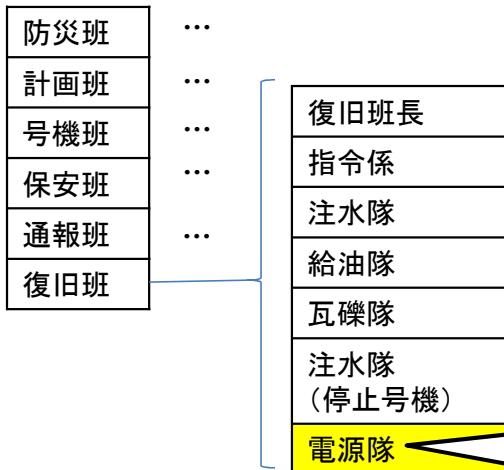 防災班
…
計画班
…
号機班
…
保安班
…
通報班
…
復旧班
復旧班長
指令係
注水隊
給油隊
瓦礫隊
注水隊
（停止号機）
電源隊